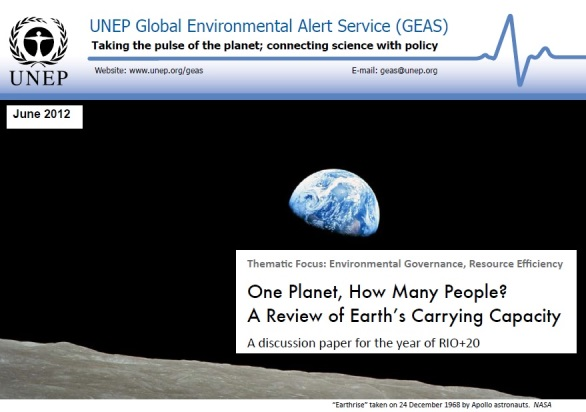 UNEP
UNEP Global Environmental Alert Service (GEAS)
Taking the pulse of the planet; connecting science with policy
Website: www.unep.org/geas E-mail: geas@unep.org
June 2012
Thematic Focus: Environmental Governance, Resource Efficiency
One Planet, How Many People?
A Review of Earth’s Carrying Capacity
A discussion paper for the year of RIO+20
"Earthrise" taken on 24 December 1968 by Apollo astronauts. NASA